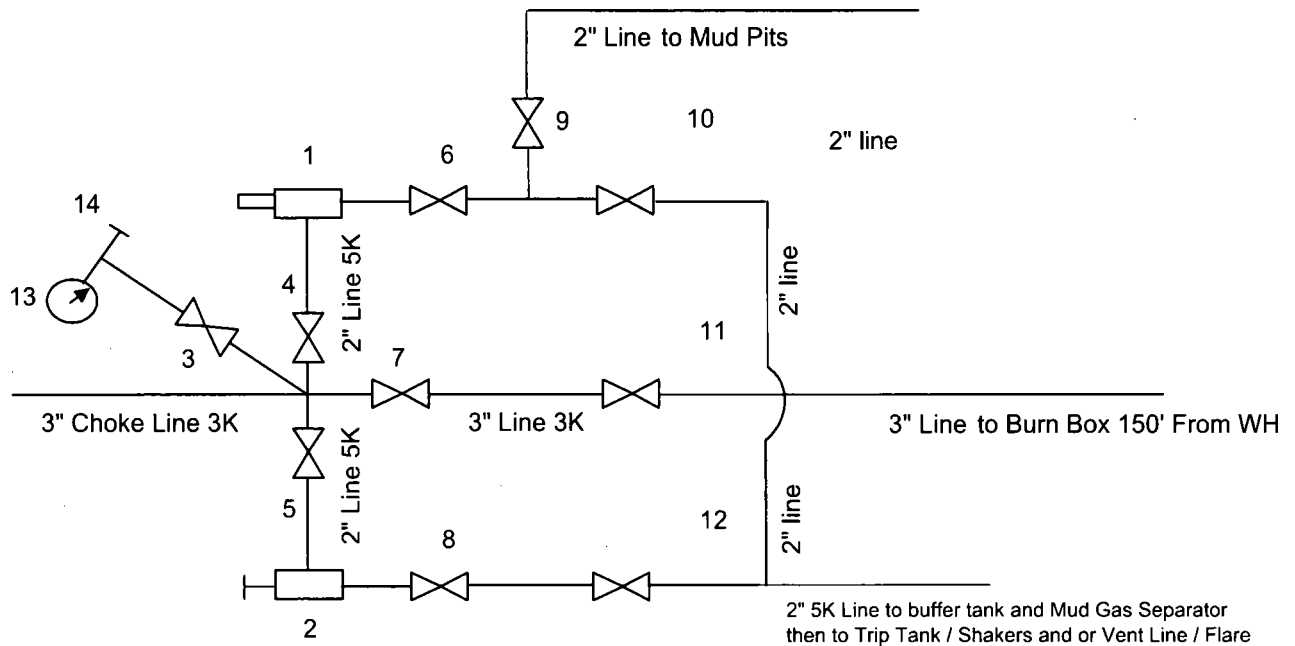 2" Line to Mud Pits
9
10
2" line
1
6
14
13
3
4
2" Line 5K
7
11
2" line
3" Choke Line 3K
3" Line 3K
3" Line to Burn Box 150' From WH
5
2" Line 5K
8
12
2" line
2
2" 5K Line to buffer tank and Mud Gas Separator
then to Trip Tank / Shakers and or Vent Line / Flare